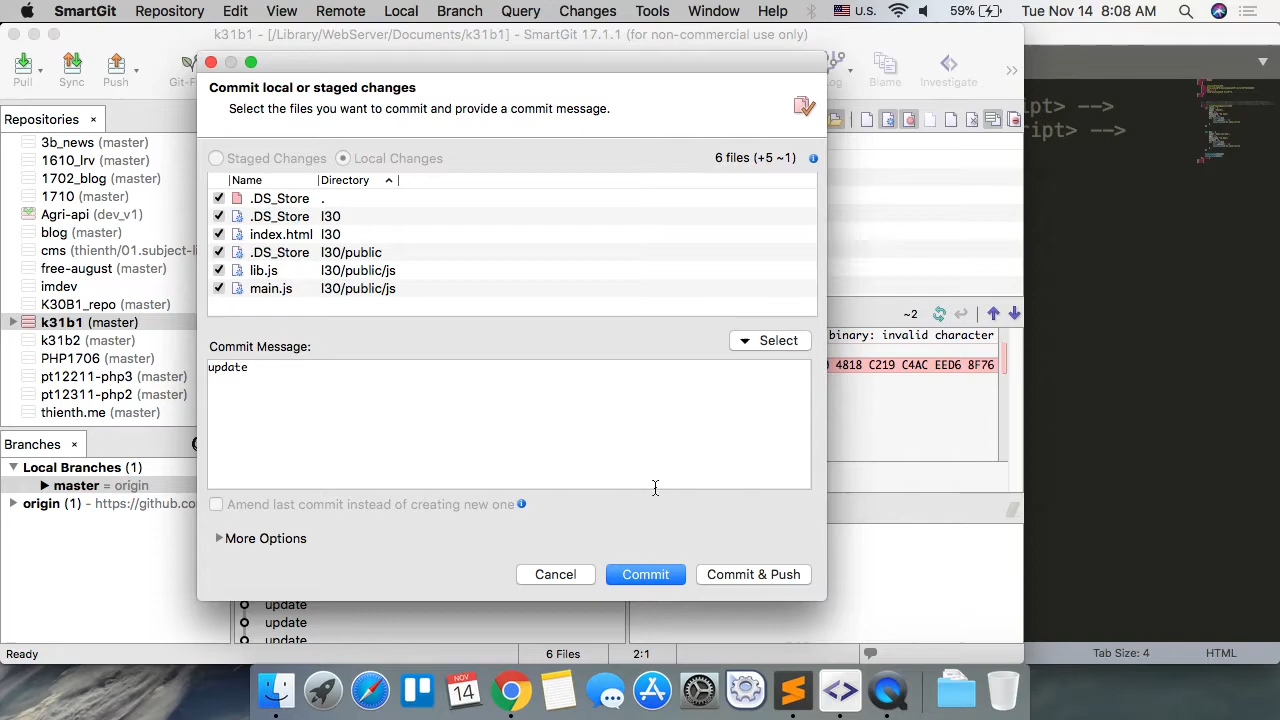 SmartGit Repository Edit View Remote Local Branch Query Changes Tools Window Help U.S. 59% Tue Nov 14 8:08 AM
k31b1 - [/Library/WebServer/Documents/k31b1] - SmartGit 17.1.1 (for non-commercial use only)
Pull Sync Push Git-F Blame Investigate
Commit local or staged changes
Select the files you want to commit and provide a commit message.
ript> -->
ript> -->
Repositories
3b_news (master)
1610_lrv (master)
1702_blog (master)
1710 (master)
Agri-api (dev_v1)
blog (master)
cms (thienth/01.subject-li
free-august (master)
imdev
K30B1_repo (master)
k31b1 (master)
k31b2 (master)
PHP1706 (master)
pt12211-php3 (master)
pt12311-php2 (master)
thienth.me (master)
Staged Changes Local Changes 6 files (+5 ~1)
Name Directory
.DS_Store .
.DS_Store l30
index.html l30
.DS_Store l30/public
lib.js l30/public/js
main.js l30/public/js
~2
binary: invalid character
4818 C219 C4AC EED6 8F76
Select
Commit Message:
update
Amend last commit instead of creating new one
More Options
Cancel Commit Commit & Push
Branches
Local Branches (1)
master = origin
origin (1) - https://github.co
update
update
update
Ready 6 Files 2:1 Tab Size: 4 HTML
NOV
14